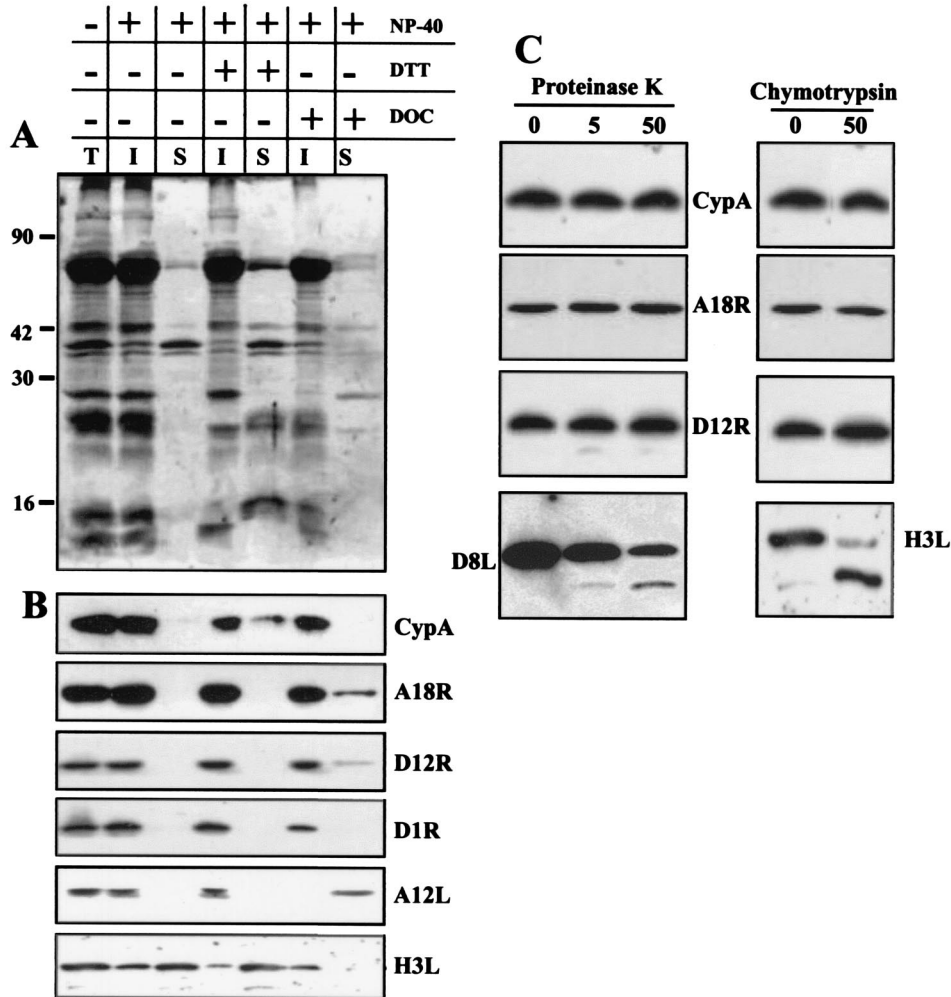 - + + + + + + NP-40
- - - + + - - DTT
- - - - - + + DOC
A
T I S I S I S
90
42
30
16
B
CypA
A18R
D12R
D1R
A12L
H3L
C
Proteinase K
0 5 50
Chymotrypsin
0 50
CypA
A18R
D12R
D8L
H3L